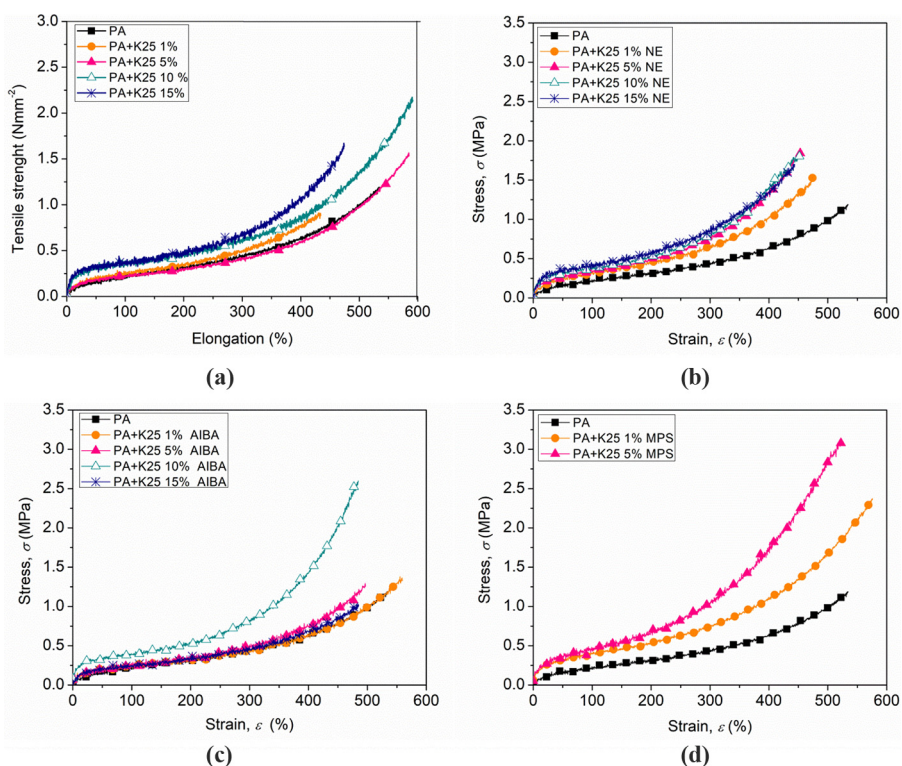 PA
PA+K25 1%
PA+K25 5%
PA+K25 10 %
PA+K25 15%
3.0
2.5
2.0
1.5
1.0
0.5
0.0
Tensile strenght (Nmm-2)
0 100 200 300 400 500 600
Elongation (%)
(a)
PA
PA+K25 1% NE
PA+K25 5% NE
PA+K25 10% NE
PA+K25 15% NE
3.5
3.0
2.5
2.0
1.5
1.0
0.5
0.0
Stress, σ (MPa)
0 100 200 300 400 500 600
Strain, ε (%)
(b)
PA
PA+K25 1% AIBA
PA+K25 5% AIBA
PA+K25 10% AIBA
PA+K25 15% AIBA
3.5
3.0
2.5
2.0
1.5
1.0
0.5
0.0
Stress, σ (MPa)
0 100 200 300 400 500 600
Strain, ε (%)
(c)
PA
PA+K25 1% MPS
PA+K25 5% MPS
3.5
3.0
2.5
2.0
1.5
1.0
0.5
0.0
Stress, σ (MPa)
0 100 200 300 400 500 600
Strain, ε (%)
(d)